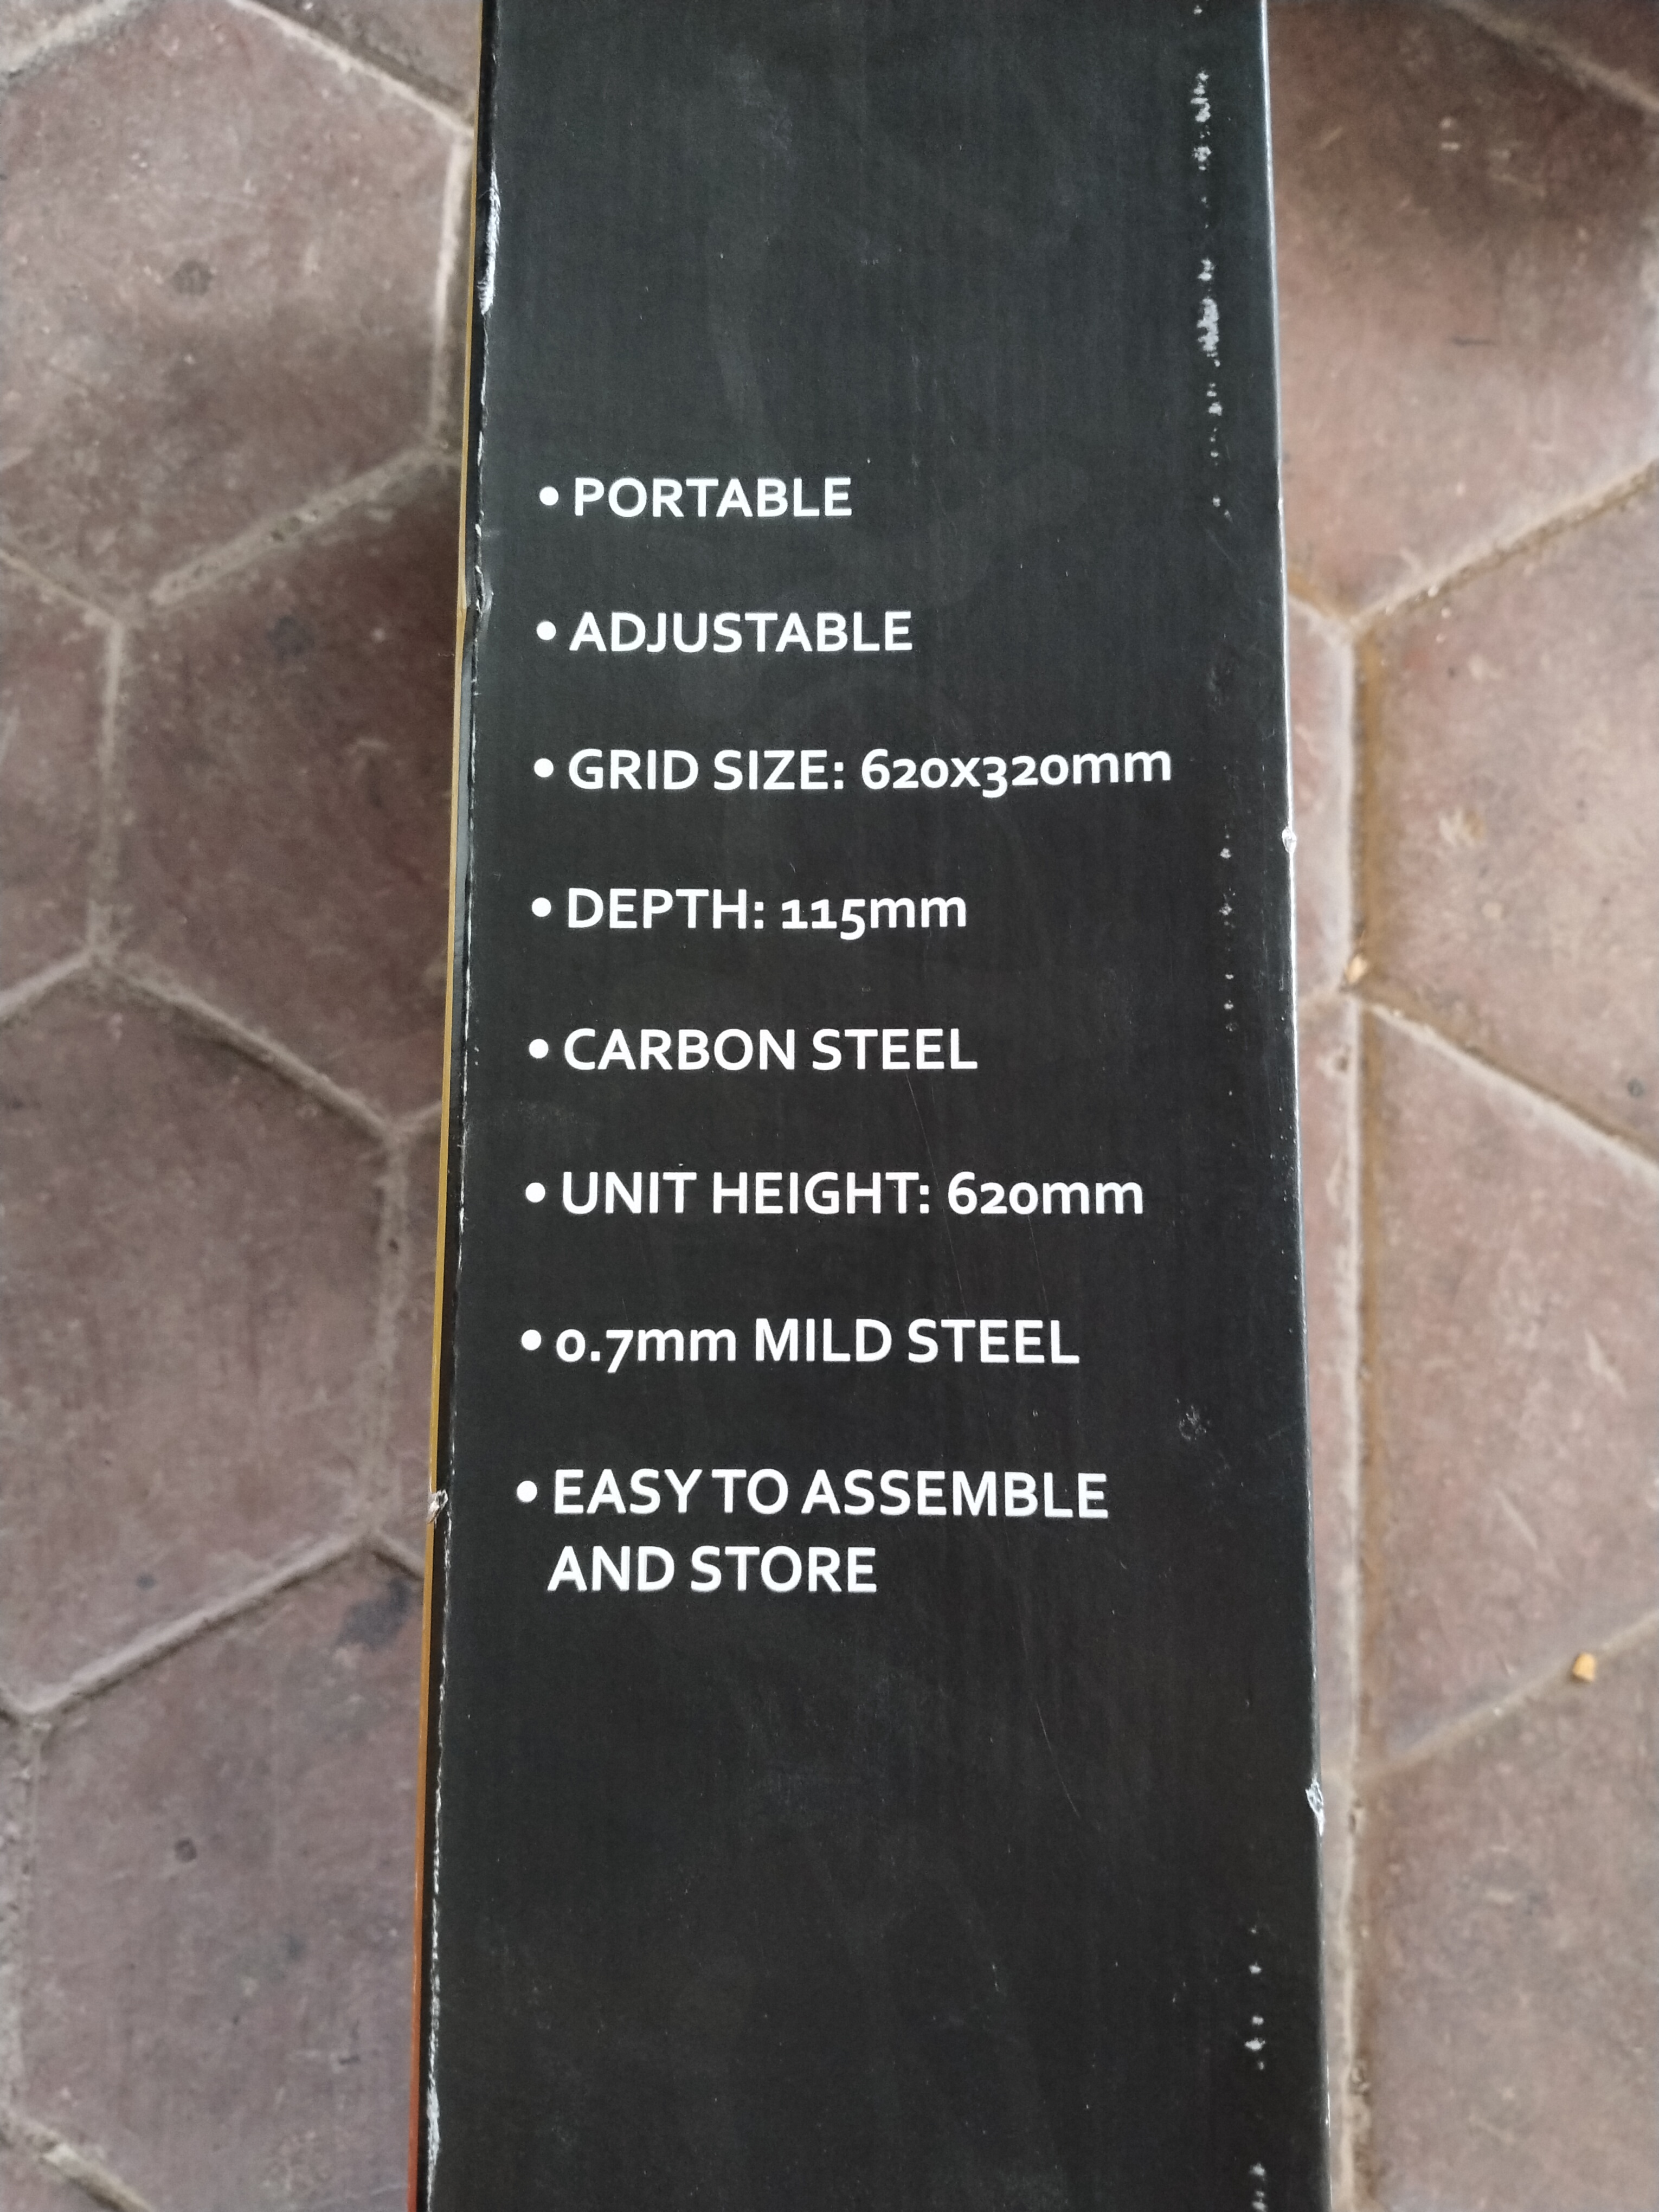 • PORTABLE
• ADJUSTABLE
• GRID SIZE: 620x320mm
• DEPTH: 115mm
• CARBON STEEL
• UNIT HEIGHT: 620mm
• 0.7mm MILD STEEL
• EASY TO ASSEMBLE
AND STORE